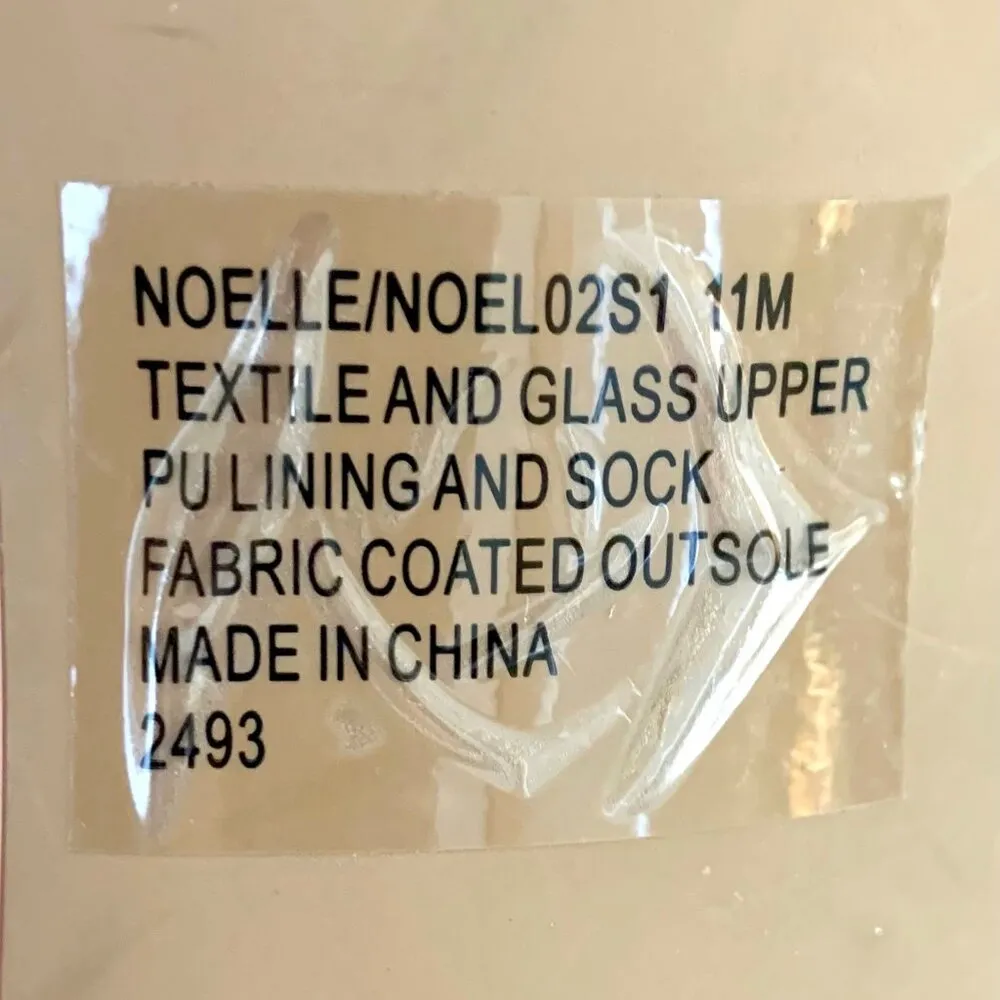 NOELLE/NOEL02S1 11M
TEXTILE AND GLASS UPPER
PU LINING AND SOCK
FABRIC COATED OUTSOLE
MADE IN CHINA
2493